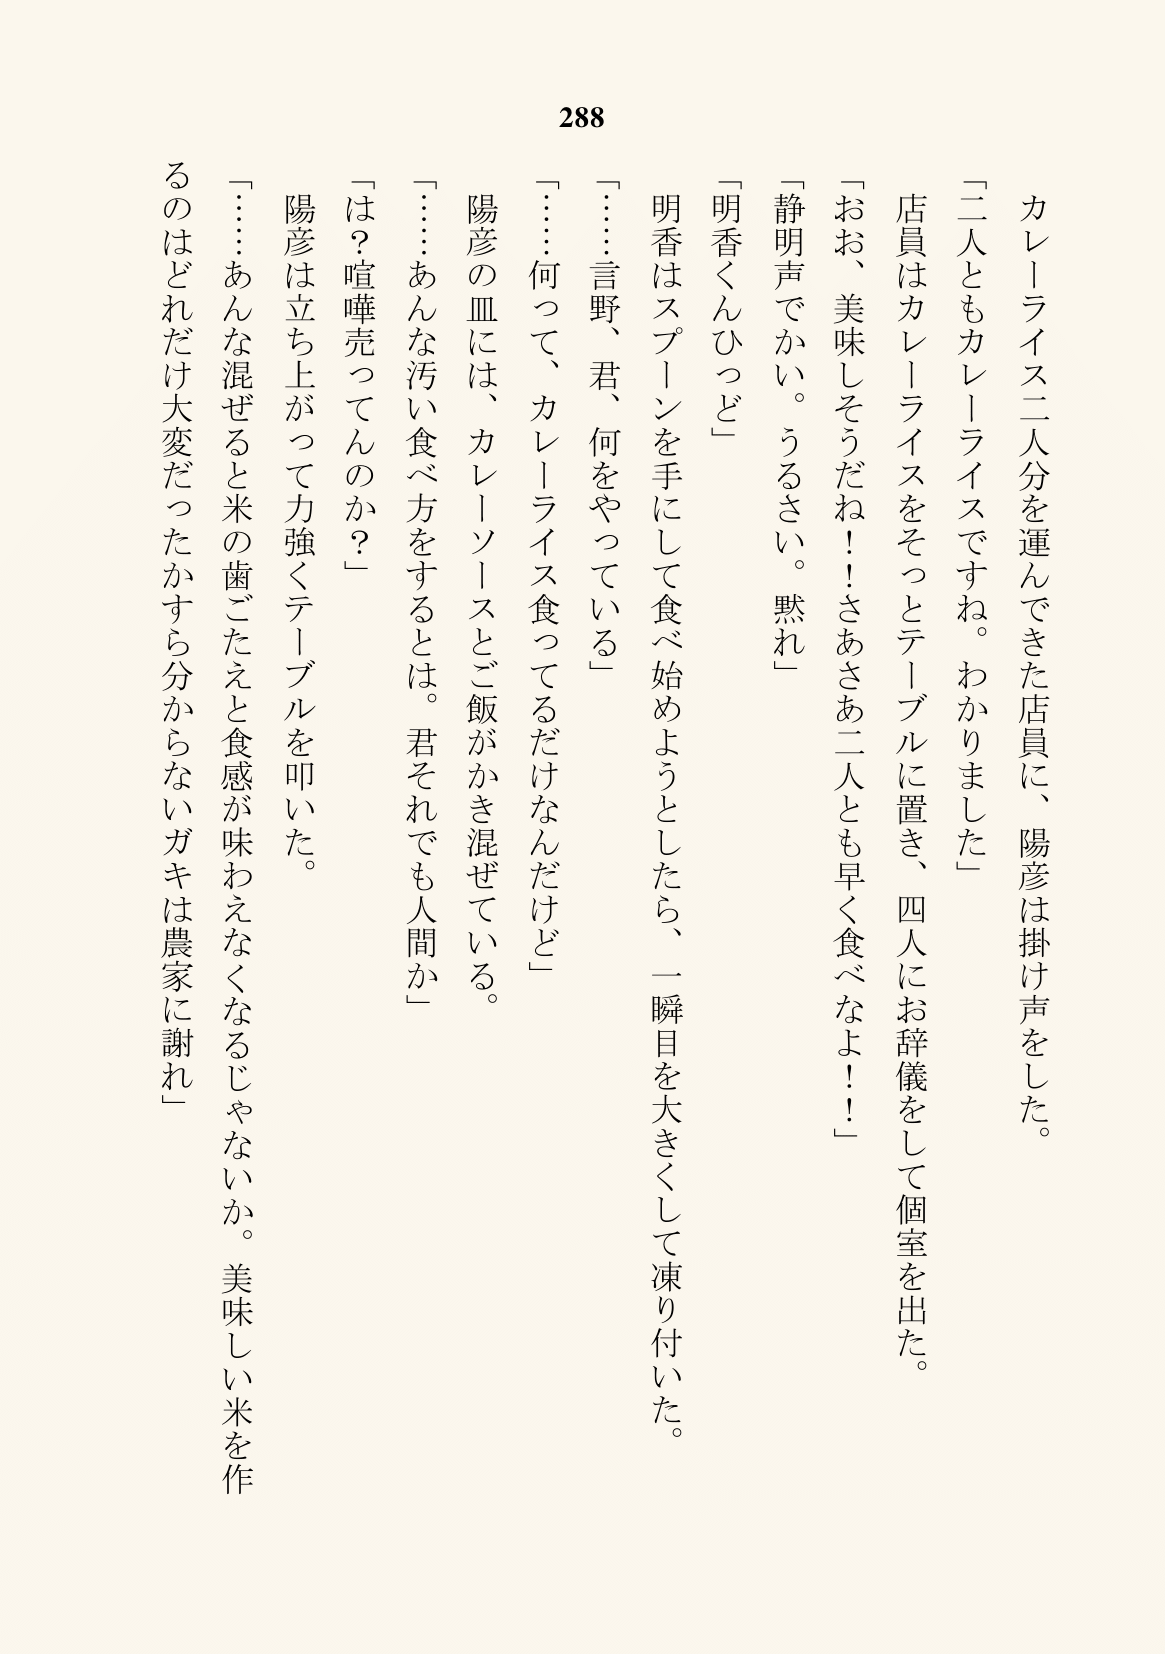 288
カレーライス二人分を運んできた店員に、陽彦は掛け声をした。
「二人ともカレーライスですね。わかりました」
店員はカレーライスをそっとテーブルに置き、四人にお辞儀をして個室を出た。
「おお、美味しそうだね！！さあさあ二人とも早く食べなよ！！」
「静明声でかい。うるさい。黙れ」
「明香くんひっど」
明香はスプーンを手にして食べ始めようとしたら、一瞬目を大きくして凍り付いた。
「……言野、君、何をやっている」
「……何って、カレーライス食ってるだけなんだけど」
陽彦の皿には、カレーソースとご飯がかき混ぜている。
「……あんな汚い食べ方をするとは。君それでも人間か」
「は？喧嘩売ってんのか？」
陽彦は立ち上がって力強くテーブルを叩いた。
「……あんな混ぜると米の歯ごたえと食感が味わえなくなるじゃないか。美味しい米を作
るのはどれだけ大変だったかすら分からないガキは農家に謝れ」